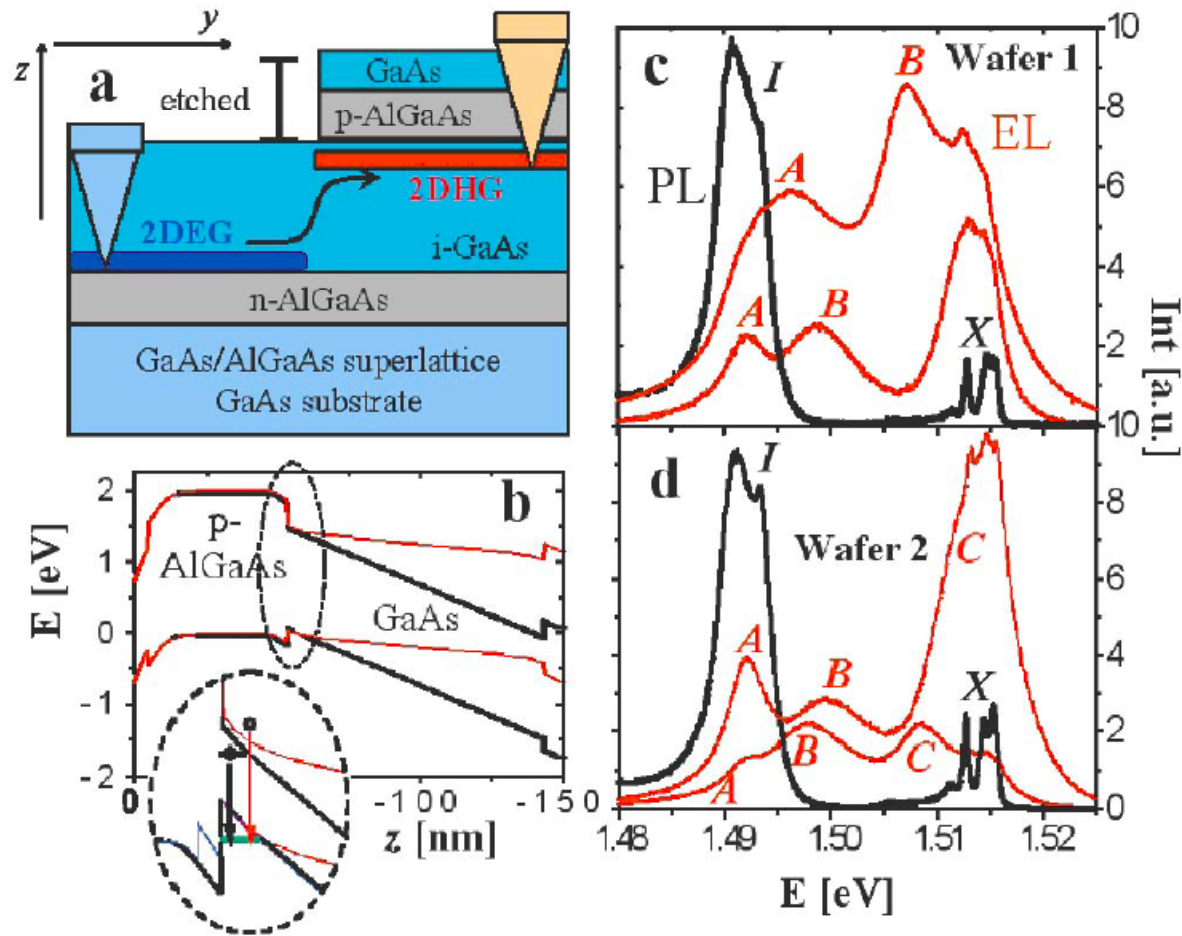 z
y
a
etched
GaAs
p-AlGaAs
2DHG
2DEG
i-GaAs
n-AlGaAs
GaAs/AlGaAs superlattice
GaAs substrate
b
p-
AlGaAs
GaAs
E [eV]
2
1
0
-1
-2
0
-100
-150
z [nm]
c
I
B
Wafer 1
PL
A
EL
A
B
X
10
8
6
4
2
10
Int [a.u.]
d
I
Wafer 2
C
A
B
X
B
C
A
8
6
4
2
0
1.48
1.49
1.50
1.51
1.52
E [eV]